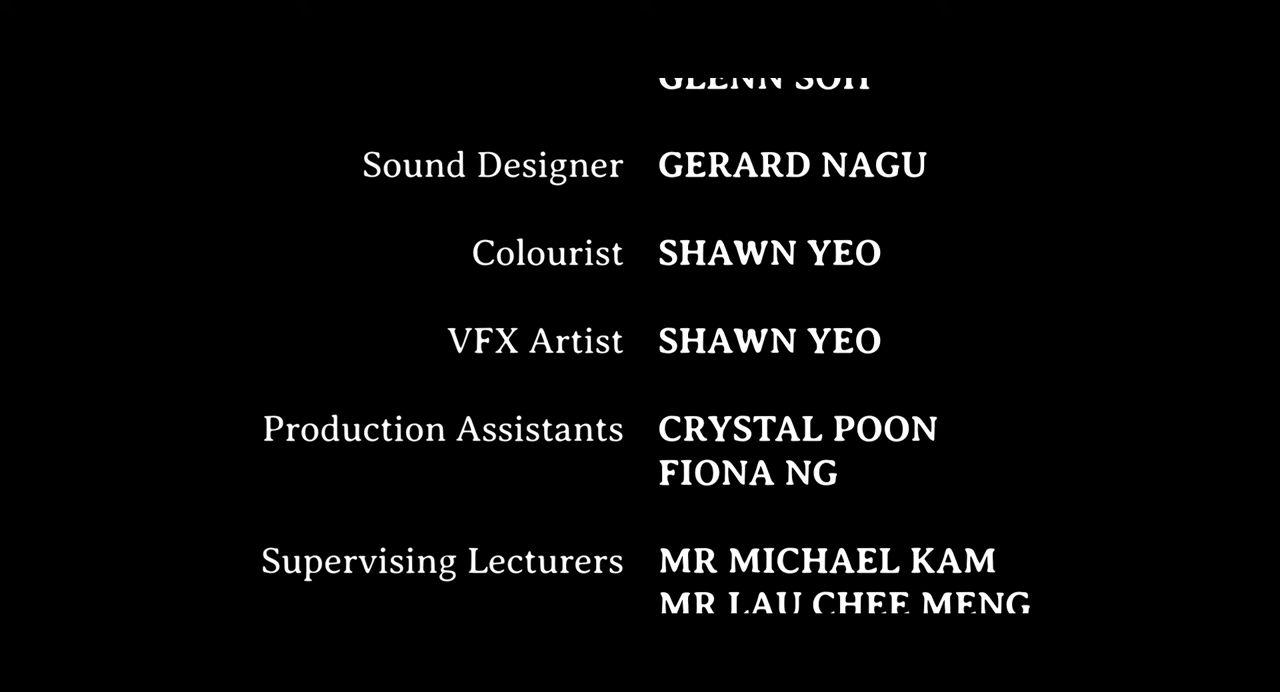 GLENN SOH
Sound Designer GERARD NAGU
Colourist SHAWN YEO
VFX Artist SHAWN YEO
Production Assistants CRYSTAL POON
FIONA NG
Supervising Lecturers MR MICHAEL KAM
MR LAU CHEE MENG